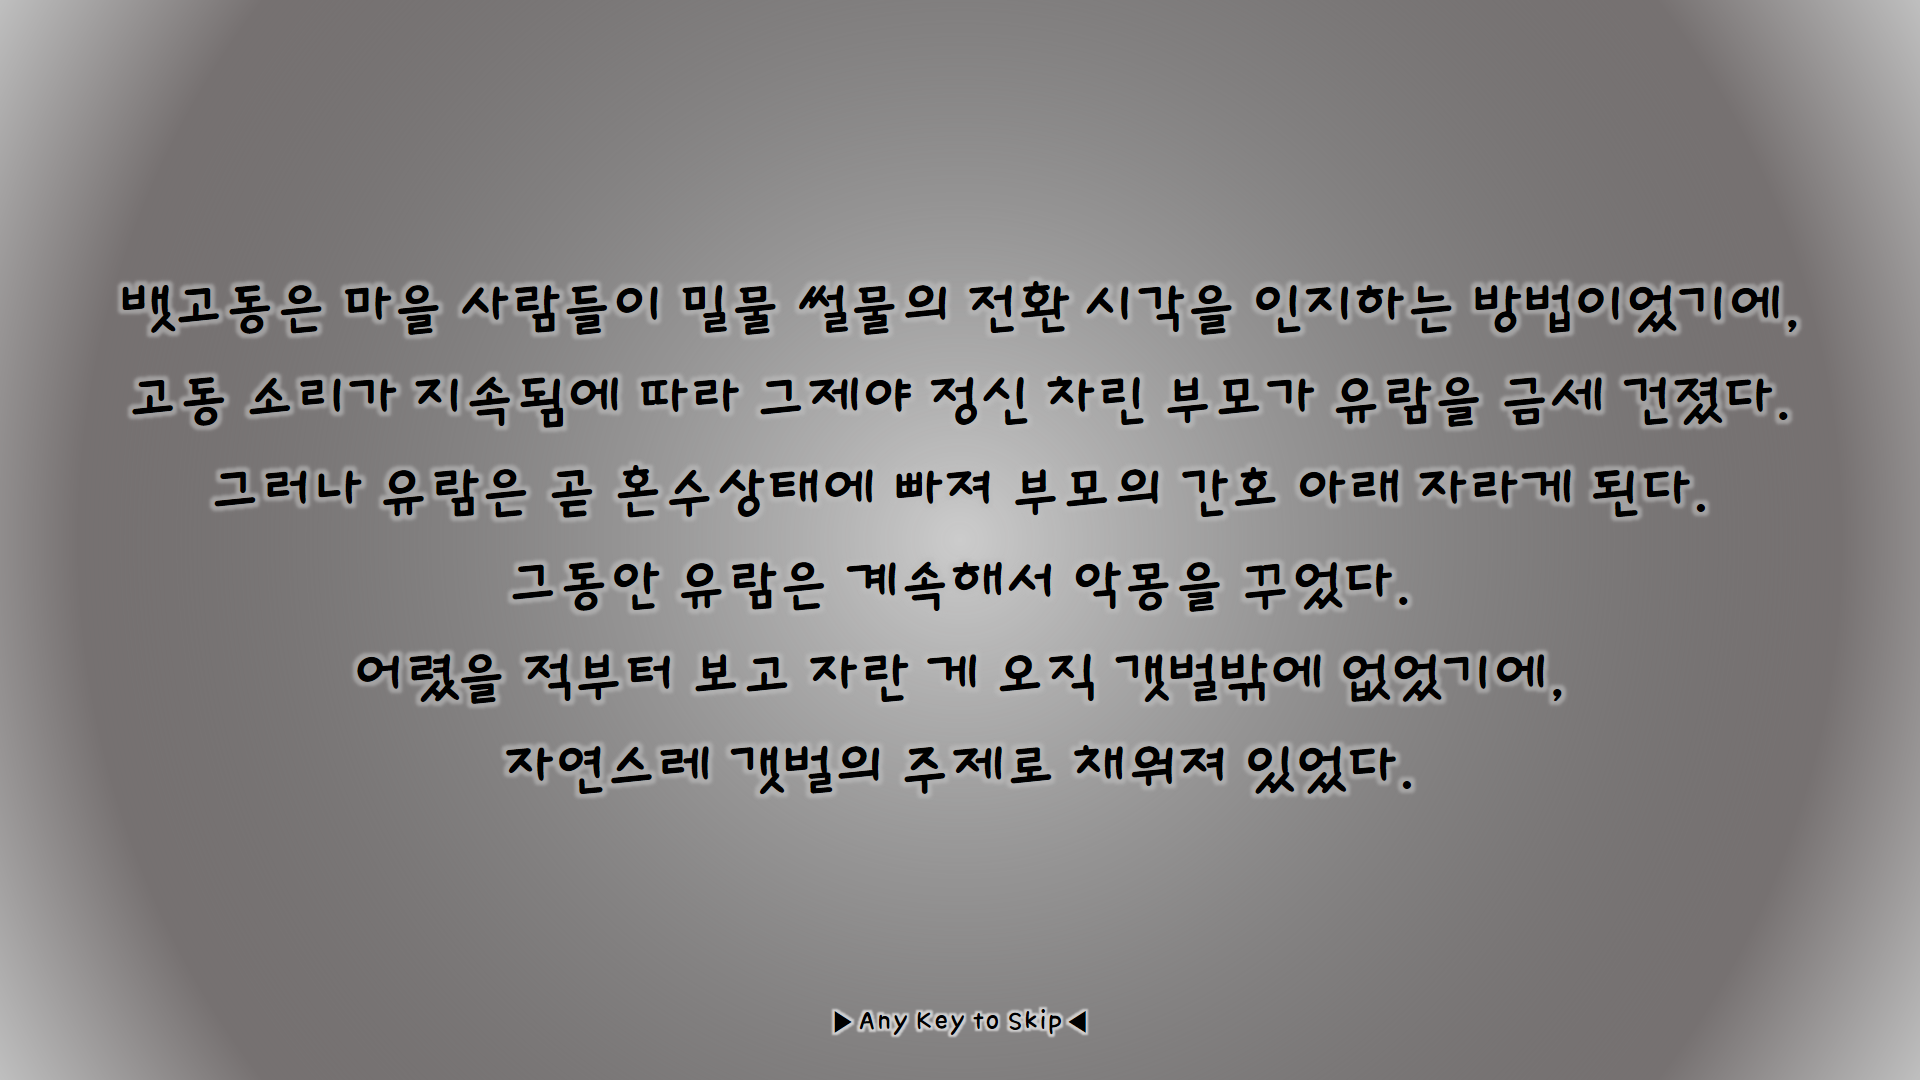 뱃고동은 마을 사람들이 밀물 썰물의 전환 시각을 인지하는 방법이었기에,
고동 소리가 지속됨에 따라 그제야 정신 차린 부모가 유람을 금세 건졌다.
그러나 유람은 곧 혼수상태에 빠져 부모의 간호 아래 자라게 된다.
그동안 유람은 계속해서 악몽을 꾸었다.
어렸을 적부터 보고 자란 게 오직 갯벌밖에 없었기에,
자연스레 갯벌의 주제로 채워져 있었다.
▶Any Key to Skip◀